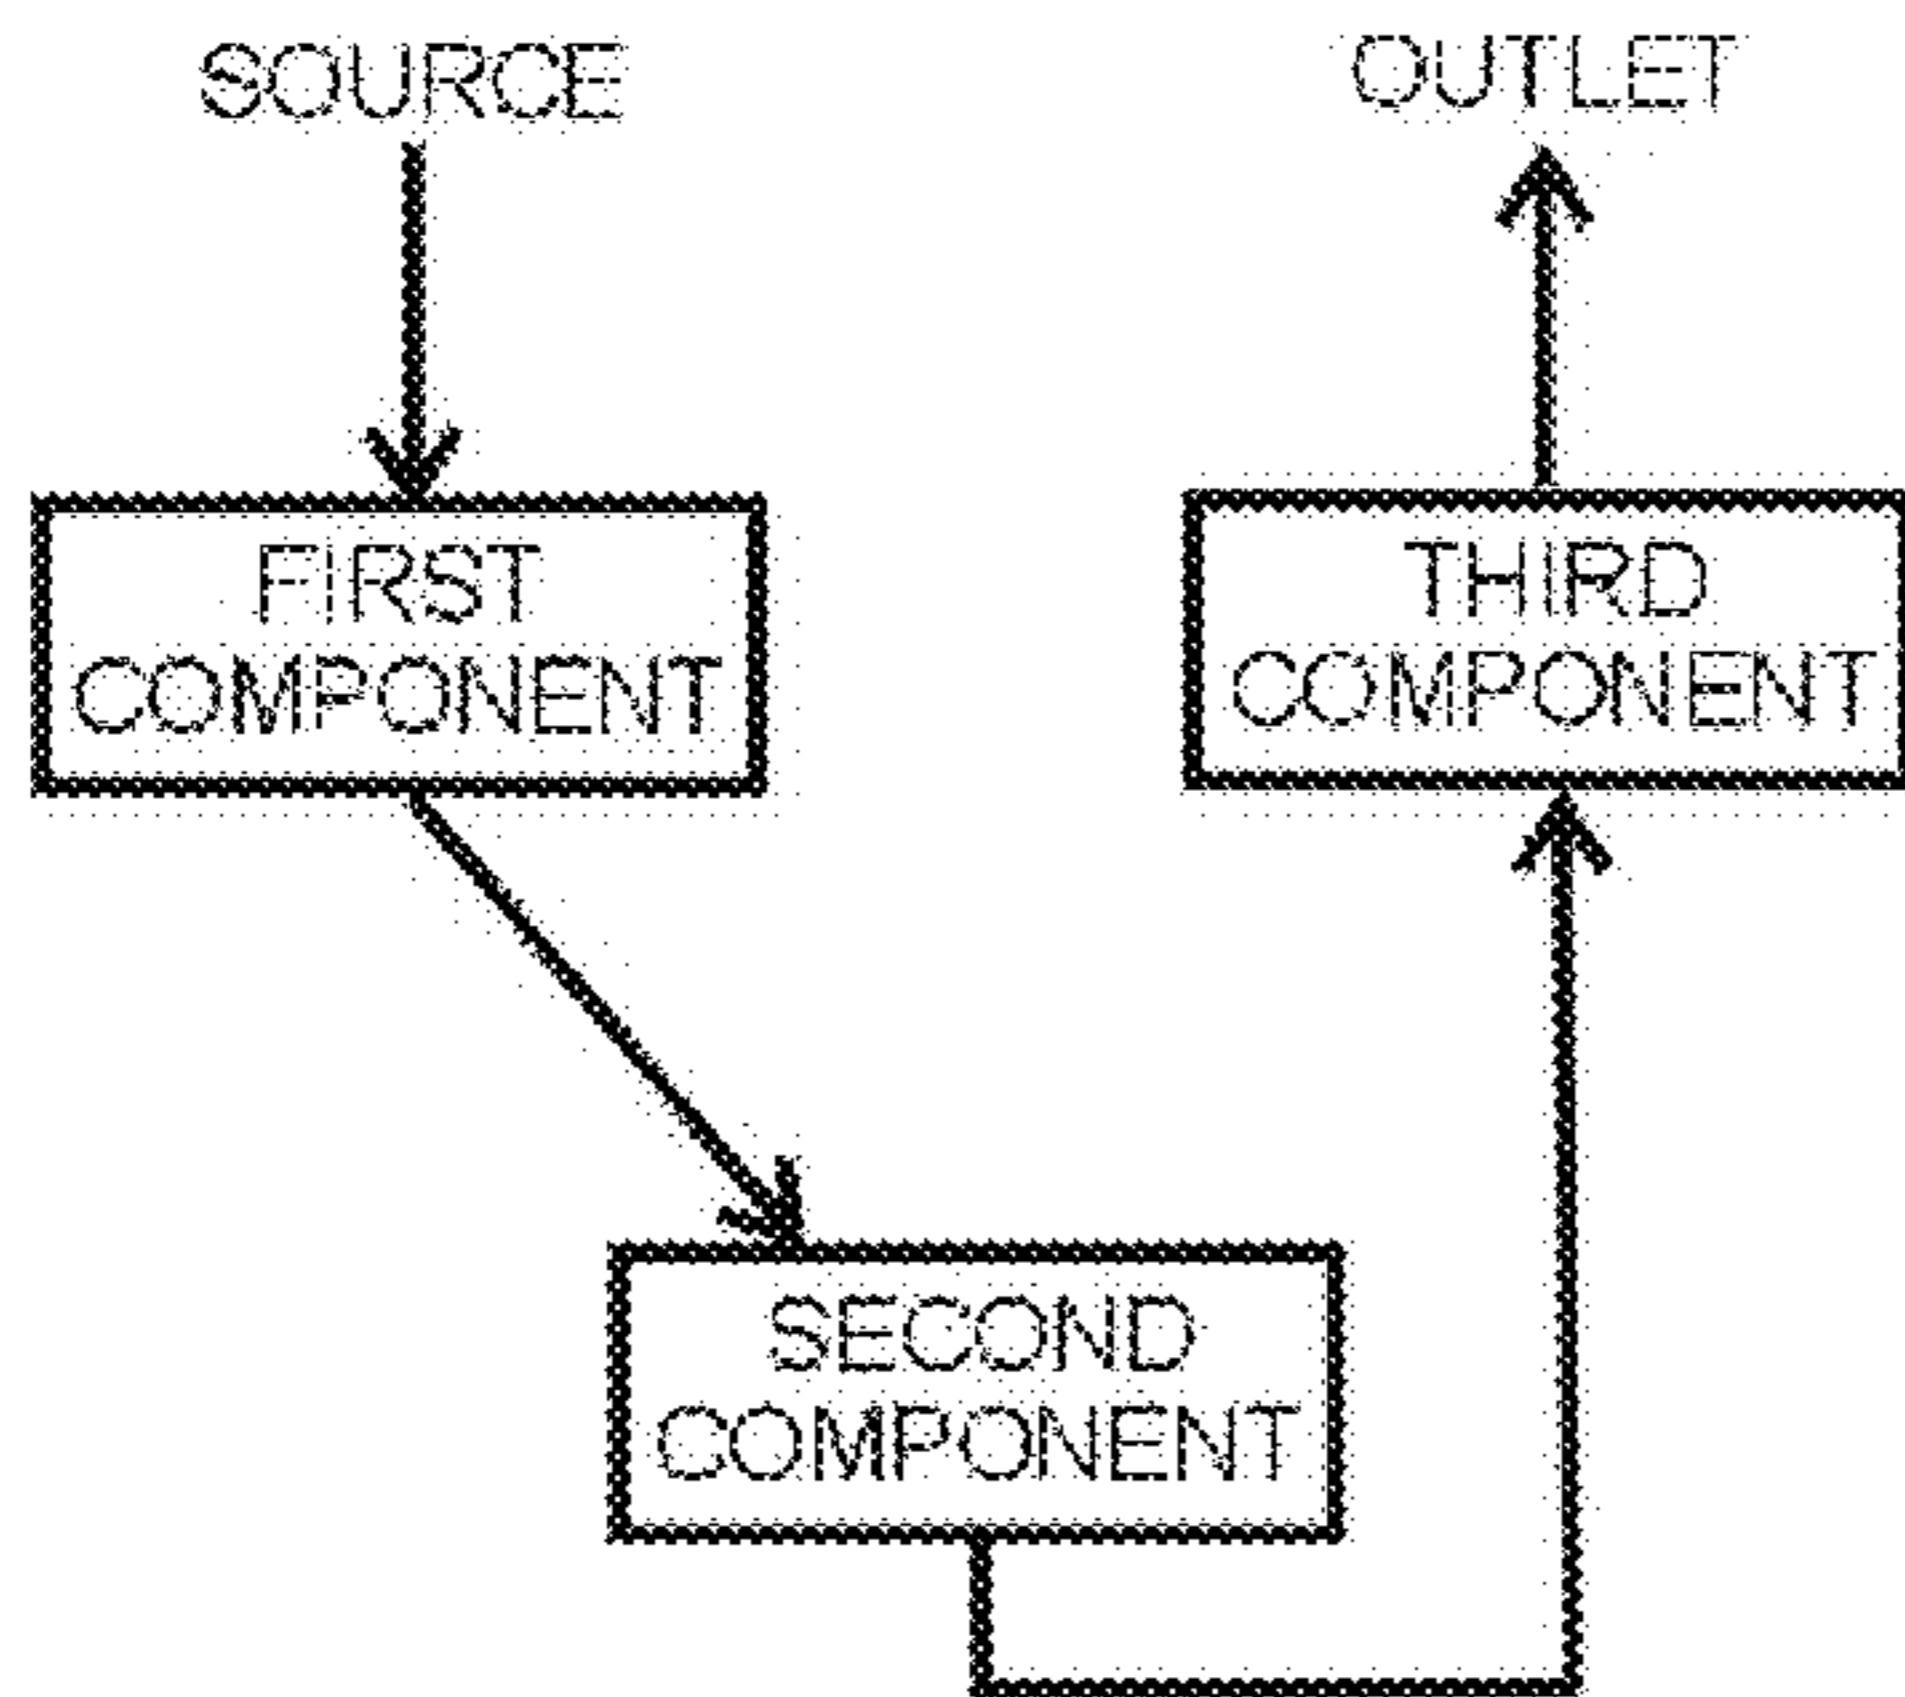 SOURCE
OUTLET
FIRST
COMPONENT
THIRD
COMPONENT
SECOND
COMPONENT